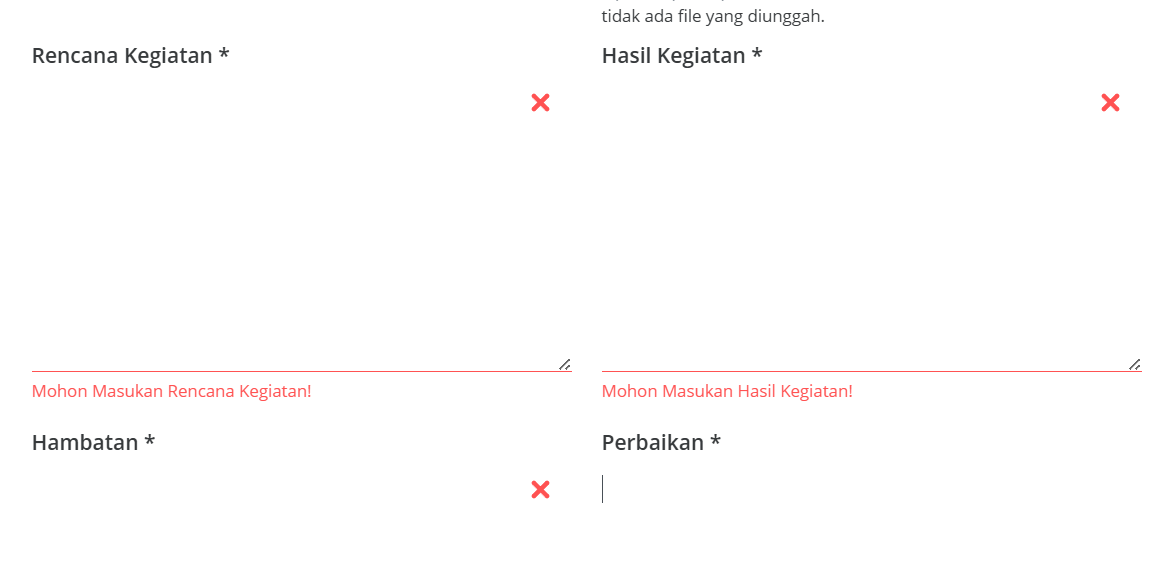 tidak ada file yang diunggah.
Rencana Kegiatan *
Hasil Kegiatan *
Mohon Masukan Rencana Kegiatan!
Mohon Masukan Hasil Kegiatan!
Hambatan *
Perbaikan *